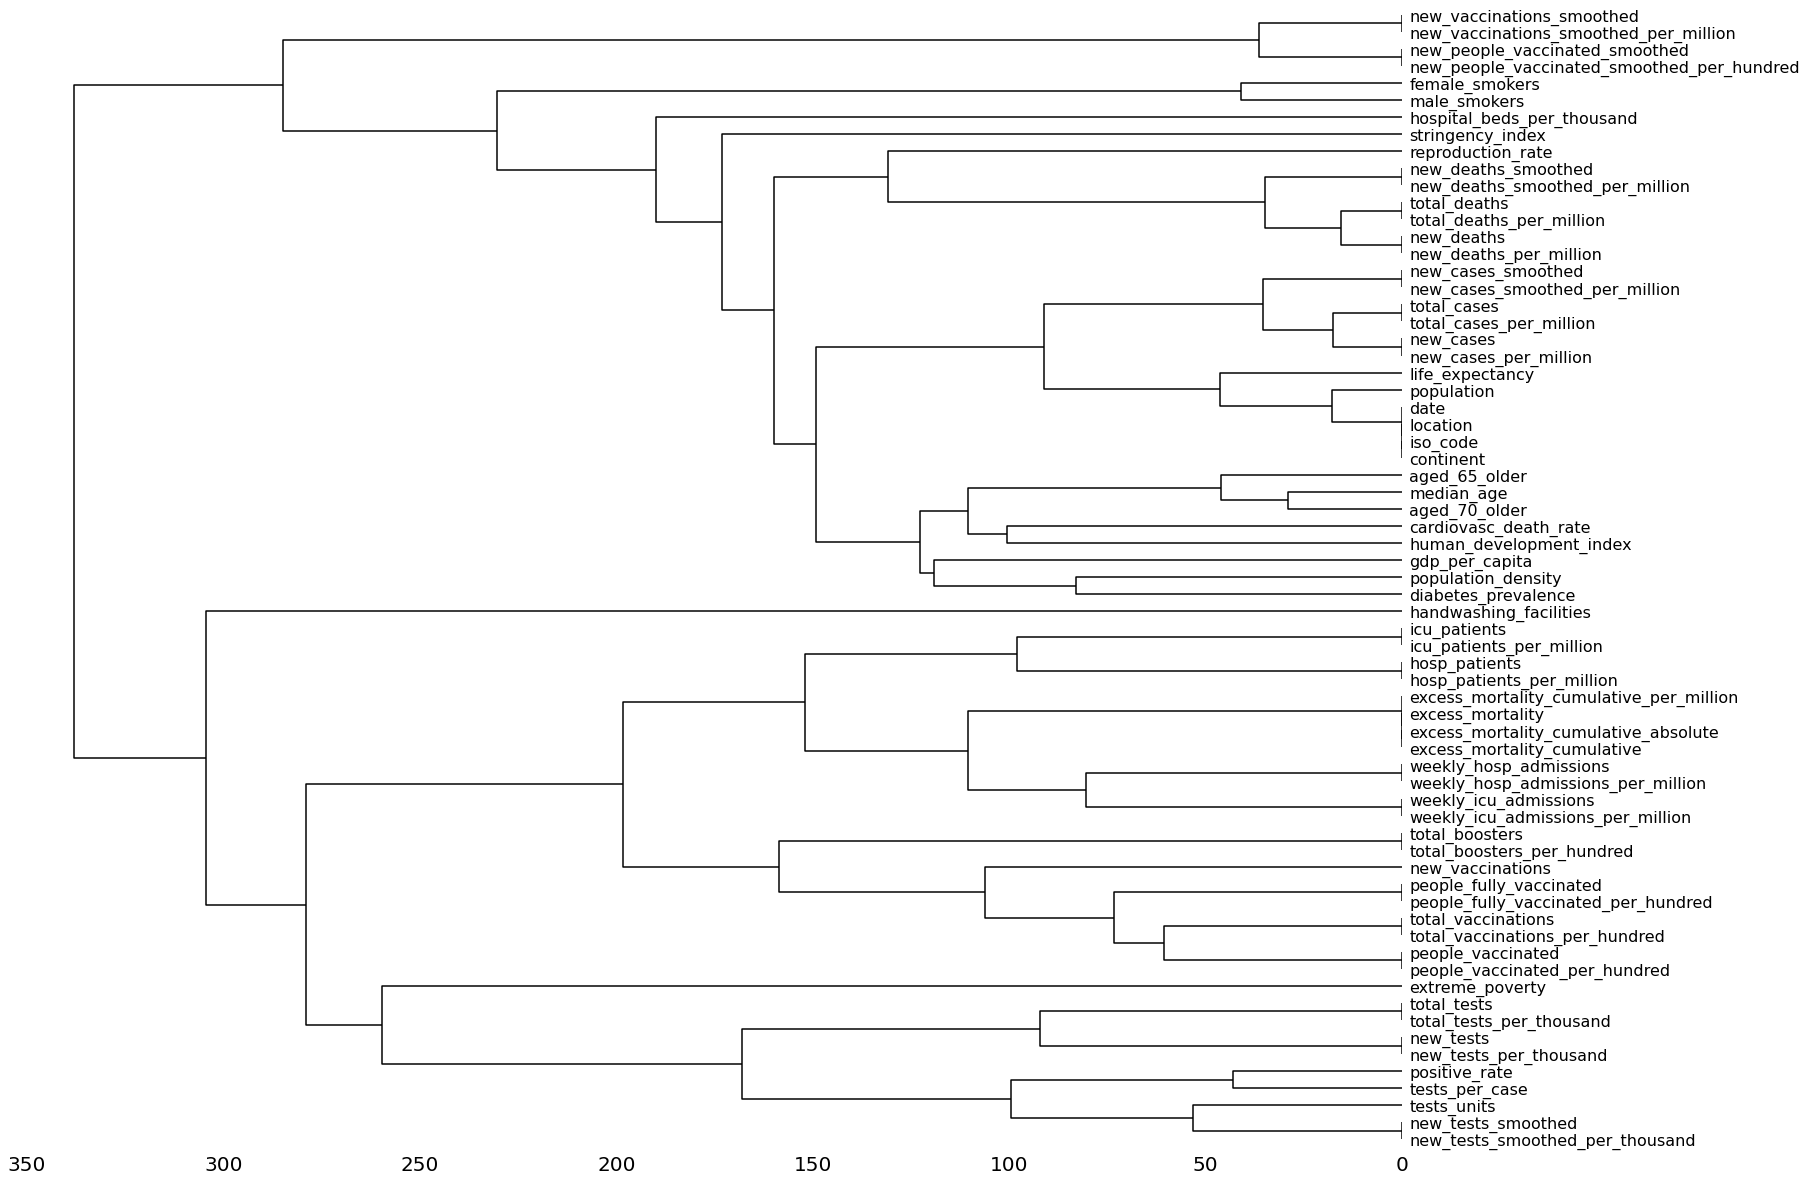 new_vaccinations_smoothed
new_vaccinations_smoothed_per_million
new_people_vaccinated_smoothed
new_people_vaccinated_smoothed_per_hundred
female_smokers
male_smokers
hospital_beds_per_thousand
stringency_index
reproduction_rate
new_deaths_smoothed
new_deaths_smoothed_per_million
total_deaths
total_deaths_per_million
new_deaths
new_deaths_per_million
new_cases_smoothed
new_cases_smoothed_per_million
total_cases
total_cases_per_million
new_cases
new_cases_per_million
life_expectancy
population
date
location
iso_code
continent
aged_65_older
median_age
aged_70_older
cardiovasc_death_rate
human_development_index
gdp_per_capita
population_density
diabetes_prevalence
handwashing_facilities
icu_patients
icu_patients_per_million
hosp_patients
hosp_patients_per_million
excess_mortality_cumulative_per_million
excess_mortality
excess_mortality_cumulative_absolute
excess_mortality_cumulative
weekly_hosp_admissions
weekly_hosp_admissions_per_million
weekly_icu_admissions
weekly_icu_admissions_per_million
total_boosters
total_boosters_per_hundred
new_vaccinations
people_fully_vaccinated
people_fully_vaccinated_per_hundred
total_vaccinations
total_vaccinations_per_hundred
people_vaccinated
people_vaccinated_per_hundred
extreme_poverty
total_tests
total_tests_per_thousand
new_tests
new_tests_per_thousand
positive_rate
tests_per_case
tests_units
new_tests_smoothed
new_tests_smoothed_per_thousand
350 300 250 200 150 100 50 0